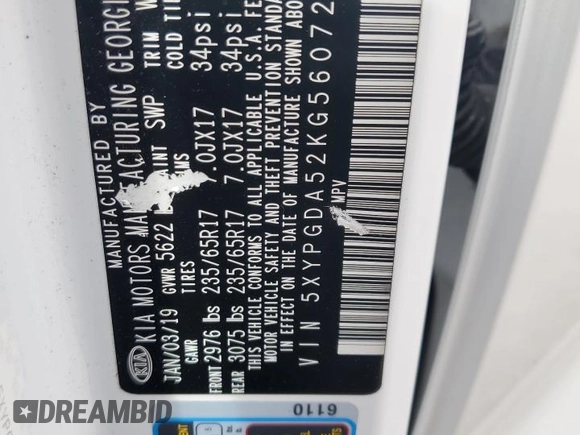 MANUFACTURED BY
KIA KIA MOTORS MANUFACTURING GEORGI
JAN/03/19 GVWR 5622 INT SWP TRIM W
GAWR TIRES MS COLD TI
FRONT 2976 lbs 235/65R17 7.0JX17 34psi
REAR 3075 lbs 235/65R17 7.0JX17 34psi
THIS VEHICLE CONFORMS TO ALL APPLICABLE U.S.A. FE
MOTOR VEHICLE SAFETY AND THEFT PREVENTION STANDA
IN EFFECT ON THE DATE OF MANUFACTURE SHOWN ABO
VIN 5XYPGDA52KG56072
MPV
6110
DREAMBID